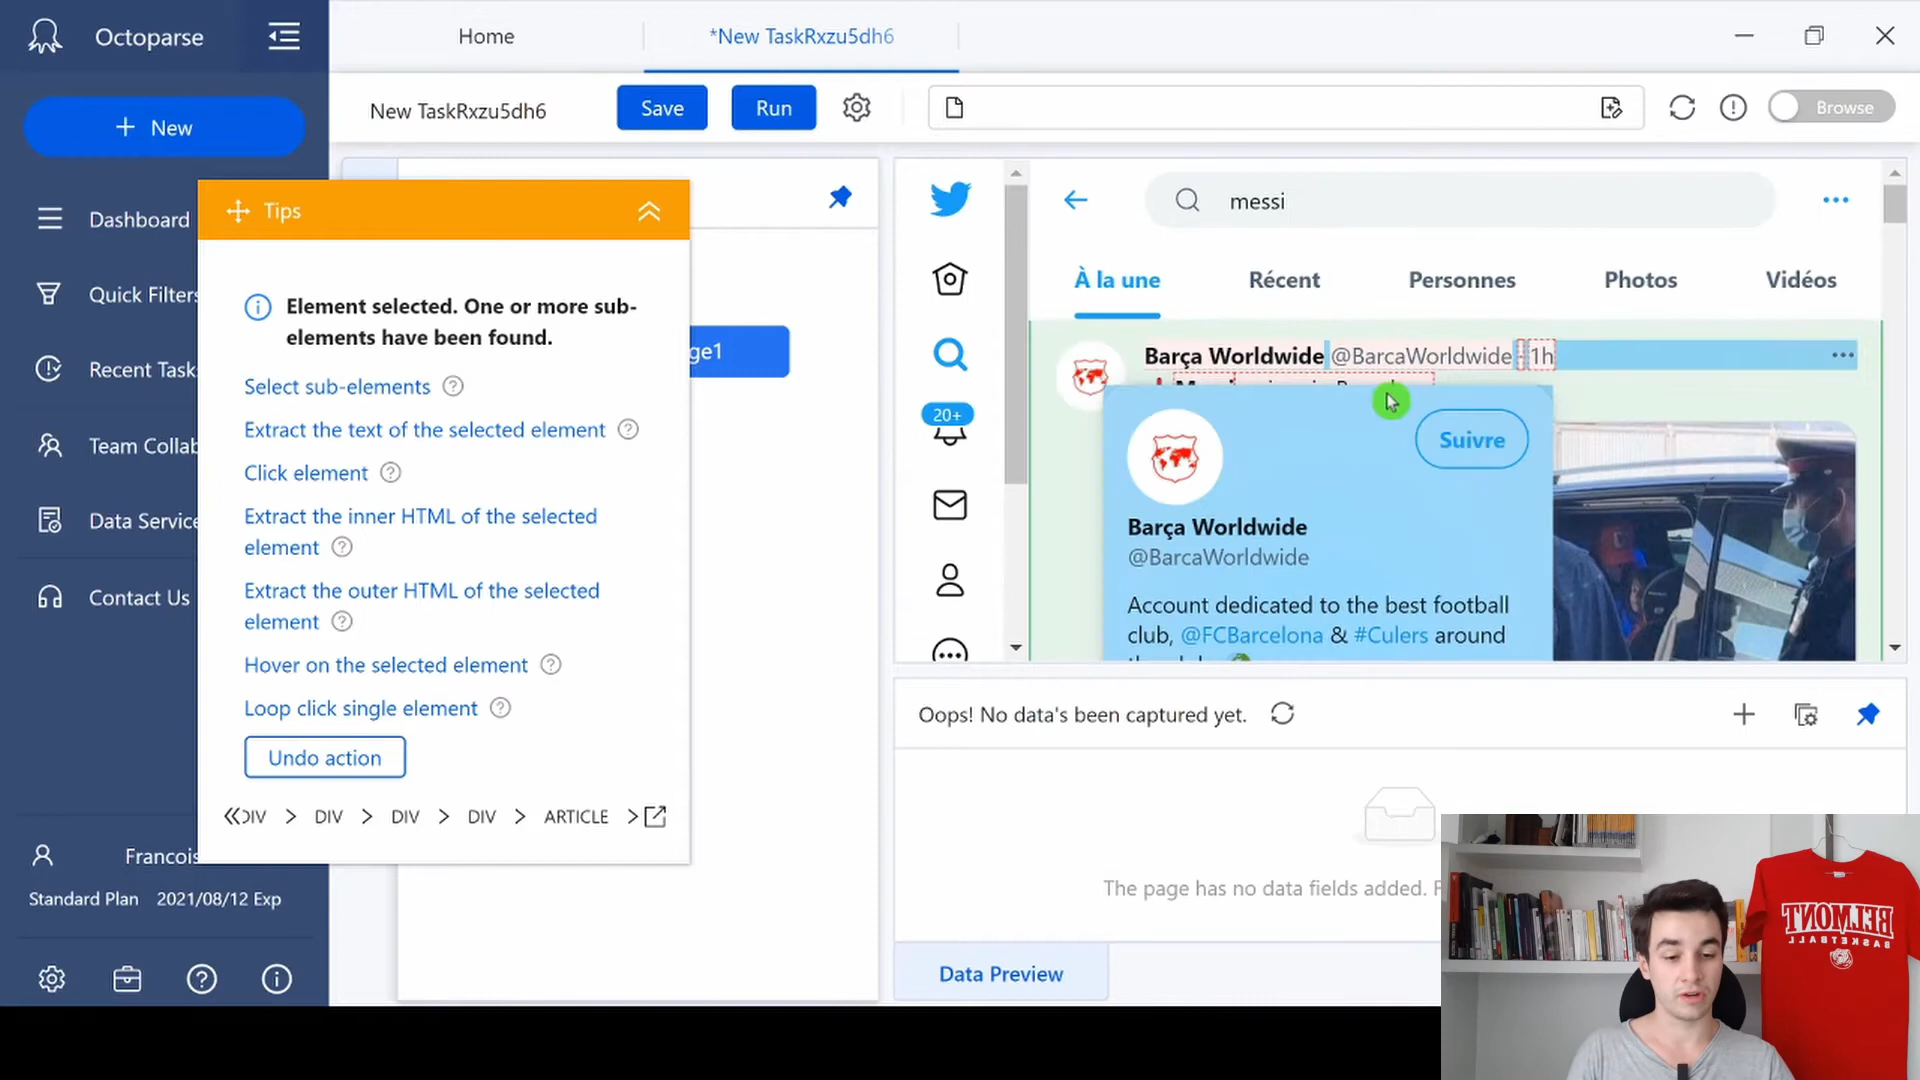 Octoparse
Home
*New TaskRxzu5dh6
New TaskRxzu5dh6
Save
Run
Browse
New
Dashboard
Quick Filters
Recent Task
Team Collab
Data Service
Contact Us
Francois
Standard Plan 2021/08/12 Exp
Tips
Element selected. One or more sub-
elements have been found.
Select sub-elements
Extract the text of the selected element
Click element
Extract the inner HTML of the selected
element
Extract the outer HTML of the selected
element
Hover on the selected element
Loop click single element
Undo action
DIV > DIV > DIV > DIV > ARTICLE >
ge1
messi
À la une
Récent
Personnes
Photos
Vidéos
Barça Worldwide @BarcaWorldwide · 1h
20+
Suivre
Barça Worldwide
@BarcaWorldwide
Account dedicated to the best football
club, @FCBarcelona & #Culers around
Oops! No data's been captured yet.
The page has no data fields added.
Data Preview
BELMONT
BASKETBALL